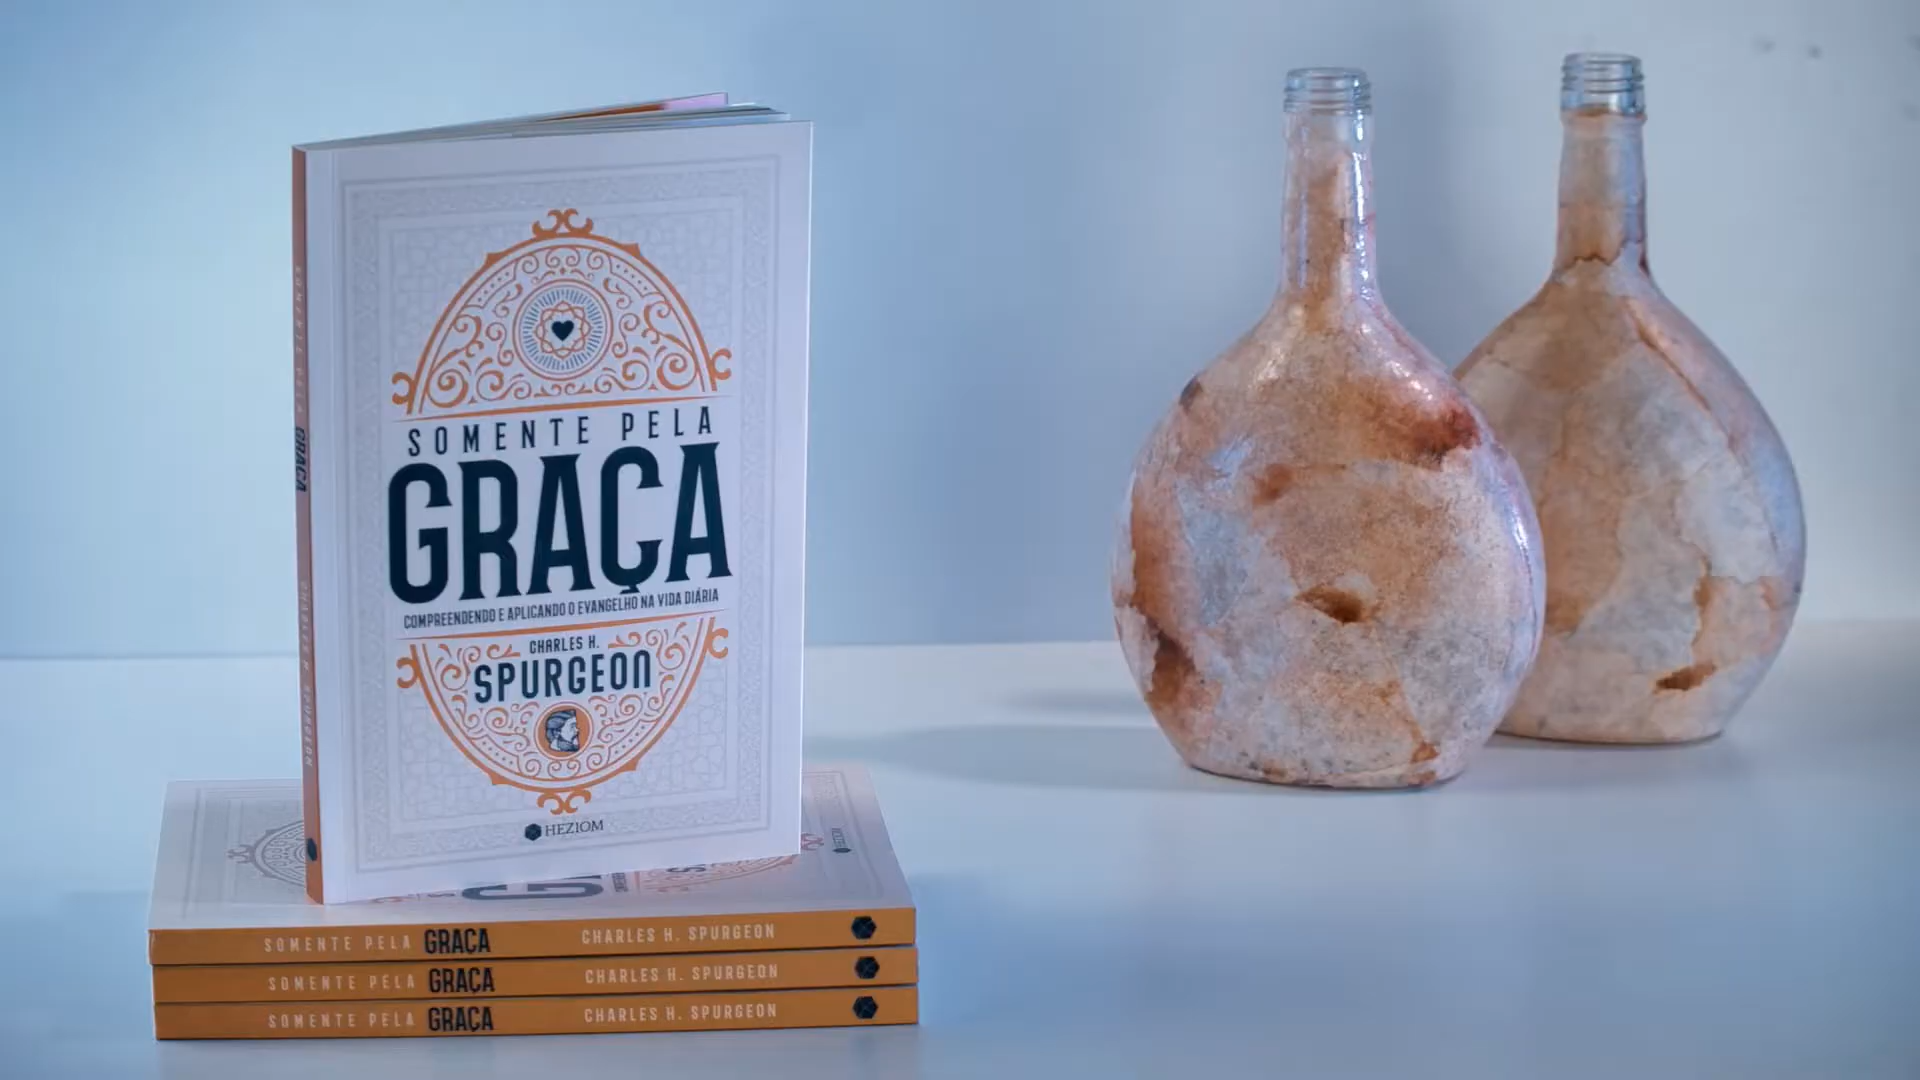 SOMENTE PELA
GRAÇA
COMPREENDENDO E APLICANDO O EVANGELHO NA VIDA DIÁRIA
CHARLES H.
SPURGEON
HEZIOM
SOMENTE PELA GRAÇA CHARLES H. SPURGEON
SOMENTE PELA GRAÇA CHARLES H. SPURGEON
SOMENTE PELA GRAÇA CHARLES H. SPURGEON
SOMENTE PELA GRAÇA CHARLES H. SPURGEON